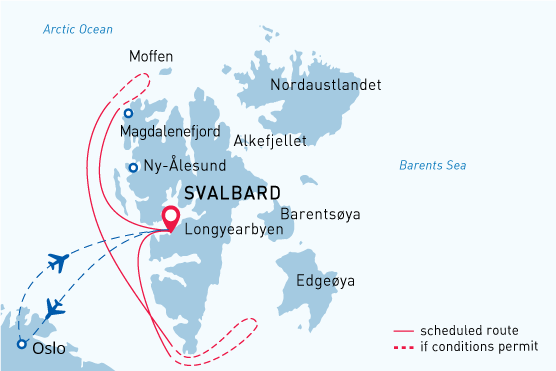 Arctic Ocean
Moffen
Nordaustlandet
Magdalenefjord
Alkefjellet
Ny-Ålesund
Barents Sea
SVALBARD
Barentsøya
Longyearbyen
Edgeøya
scheduled route
if conditions permit
Oslo